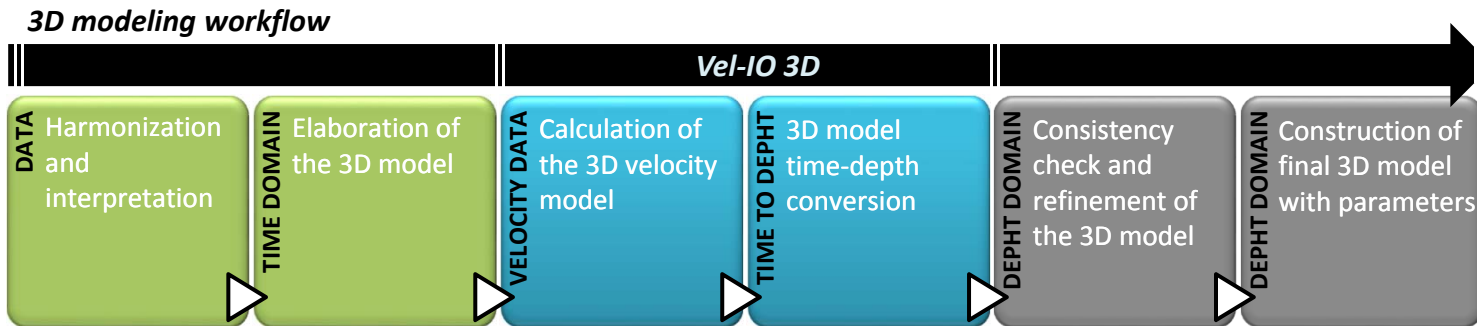 3D modeling workflow
Vel-IO 3D
DATA
Harmonization
and
interpretation
TIME DOMAIN
Elaboration of
the 3D model
VELOCITY DATA
Calculation of
the 3D velocity
model
TIME TO DEPHT
3D model
time-depth
conversion
DEPHT DOMAIN
Consistency
check and
refinement of
the 3D model
DEPHT DOMAIN
Construction of
final 3D model
with parameters